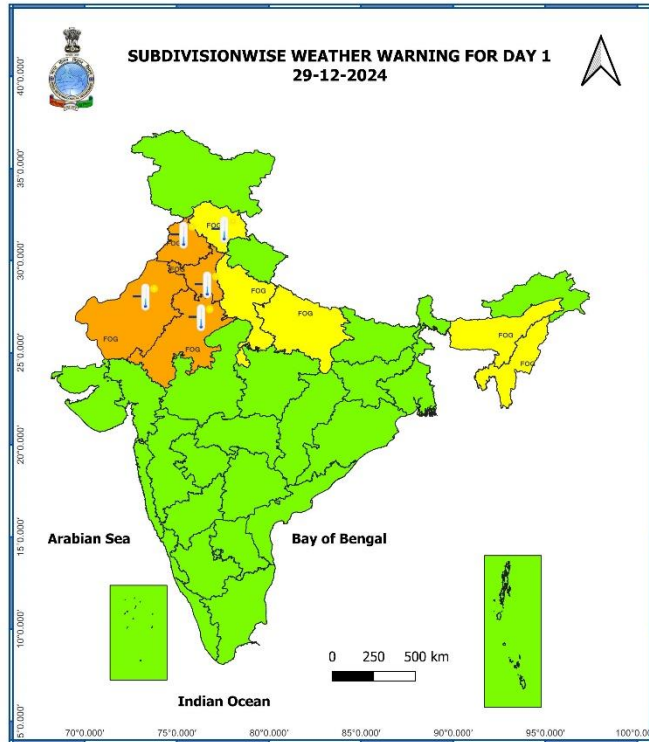 SUBDIVISIONWISE WEATHER WARNING FOR DAY 1
29-12-2024
40°0.000'
35°0.000'
30°0.000'
25°0.000'
20°0.000'
15°0.000'
10°0.000'
5°0.000'
FOG
FOG
FOG
FOG
FOG
FOG
FOG
FOG
FOG
Arabian Sea
Bay of Bengal
Indian Ocean
0 250 500 km
70°0.000' 75°0.000' 80°0.000' 85°0.000' 90°0.000' 95°0.000'